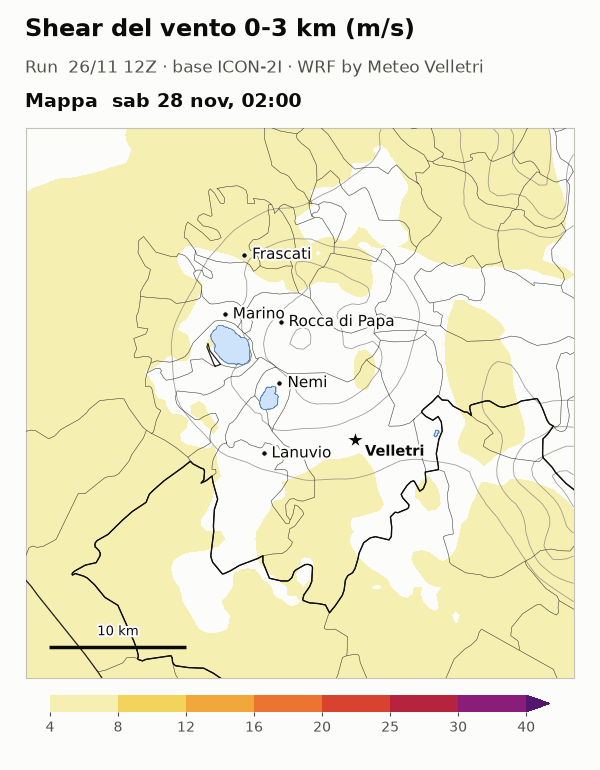 Shear del vento 0-3 km (m/s)
Run  26/11 12Z · base ICON-2I · WRF by Meteo Velletri
Mappa  sab 28 nov, 02:00
Frascati
Marino
Rocca di Papa
Nemi
Velletri
Lanuvio
10 km
4 8 12 16 20 25 30 40